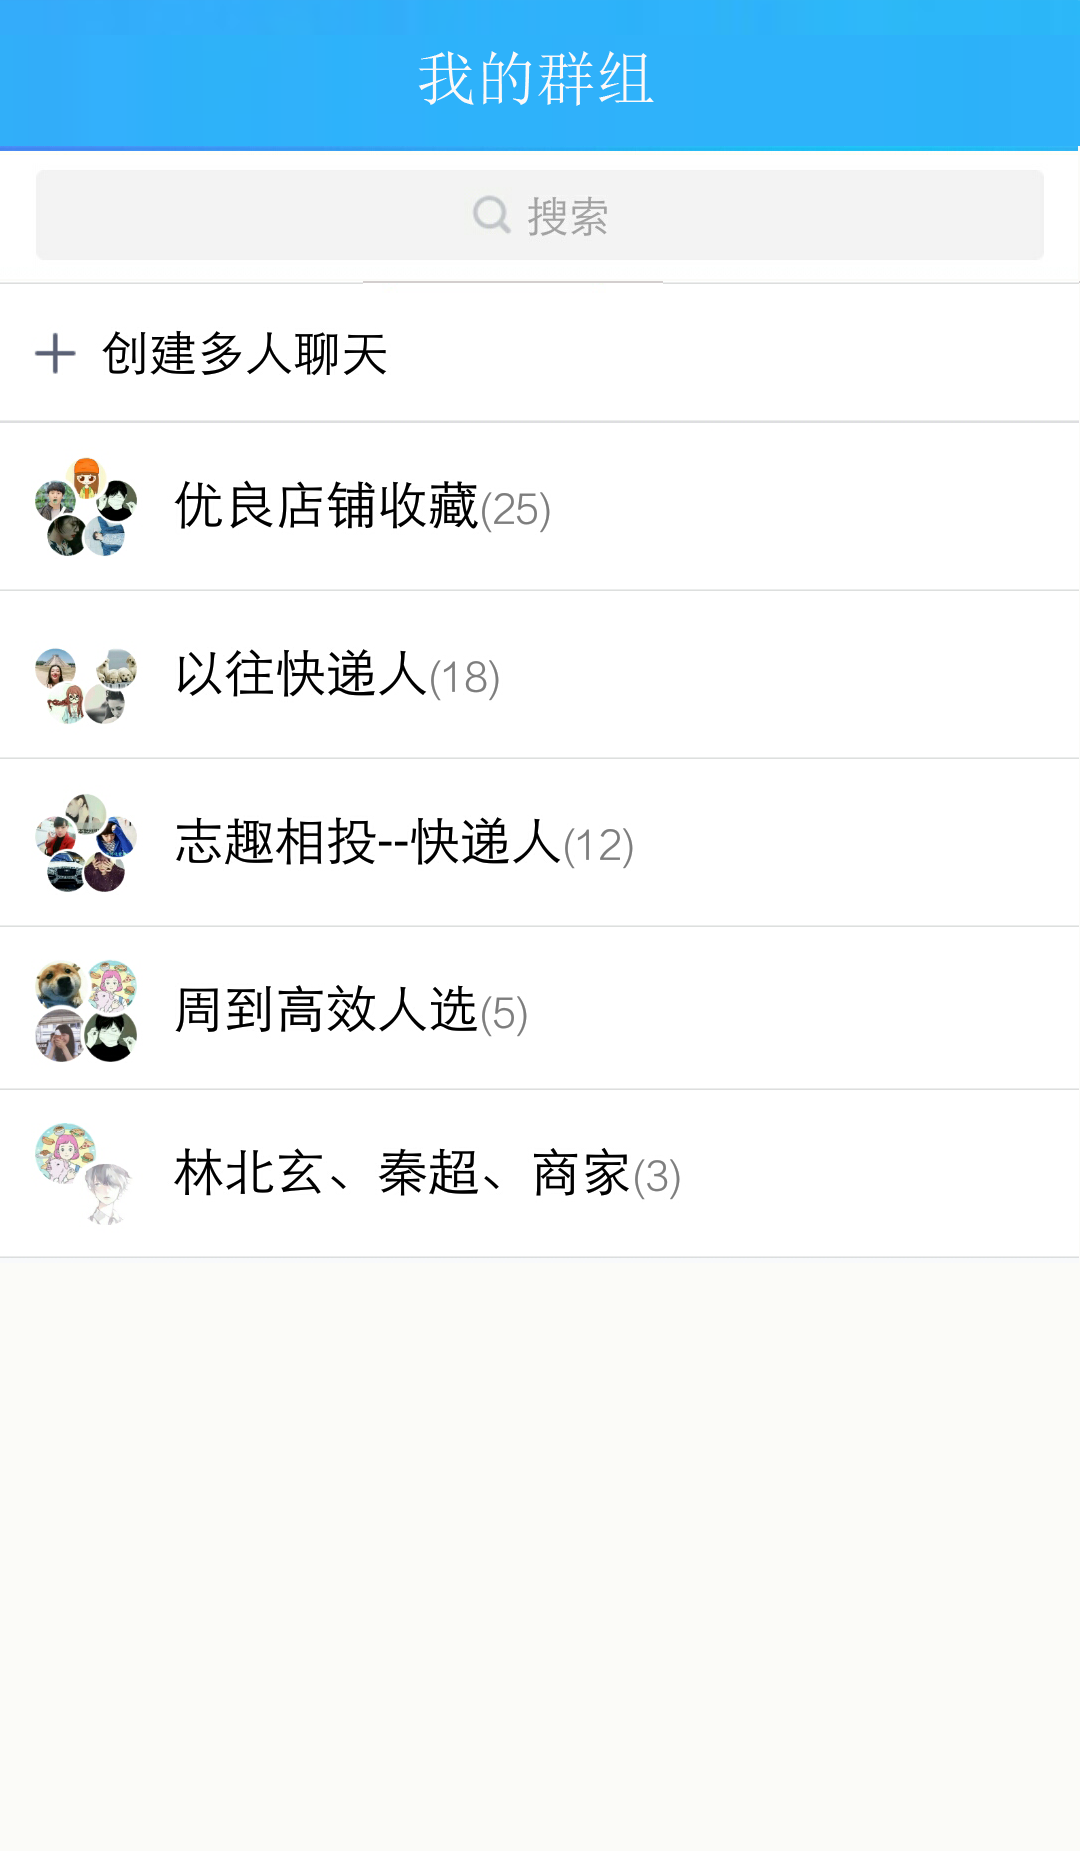 我的群组
搜索
创建多人聊天
优良店铺收藏(25)
以往快递人(18)
志趣相投--快递人(12)
周到高效人选(5)
林北玄、秦超、商家(3)